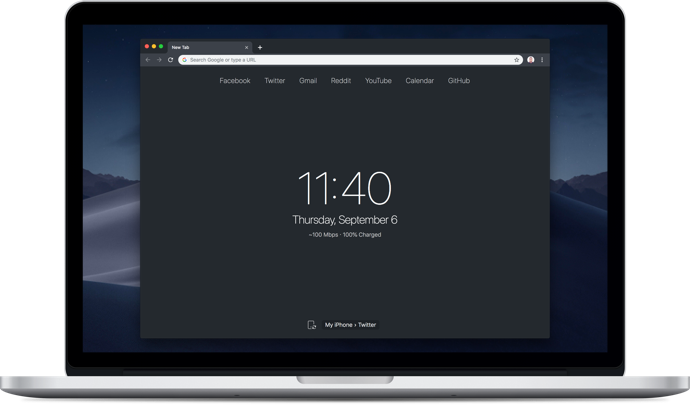 New Tab
Search Google or type a URL
Facebook Twitter Gmail Reddit YouTube Calendar GitHub
11:40
Thursday, September 6
~100 Mbps · 100% Charged
My iPhone › Twitter